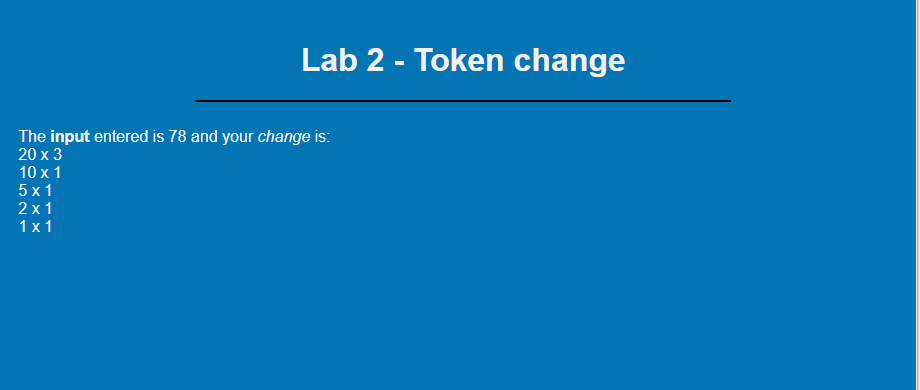 Lab 2 - Token change
The input entered is 78 and your change is:
20 x 3
10 x 1
5 x 1
2 x 1
1 x 1